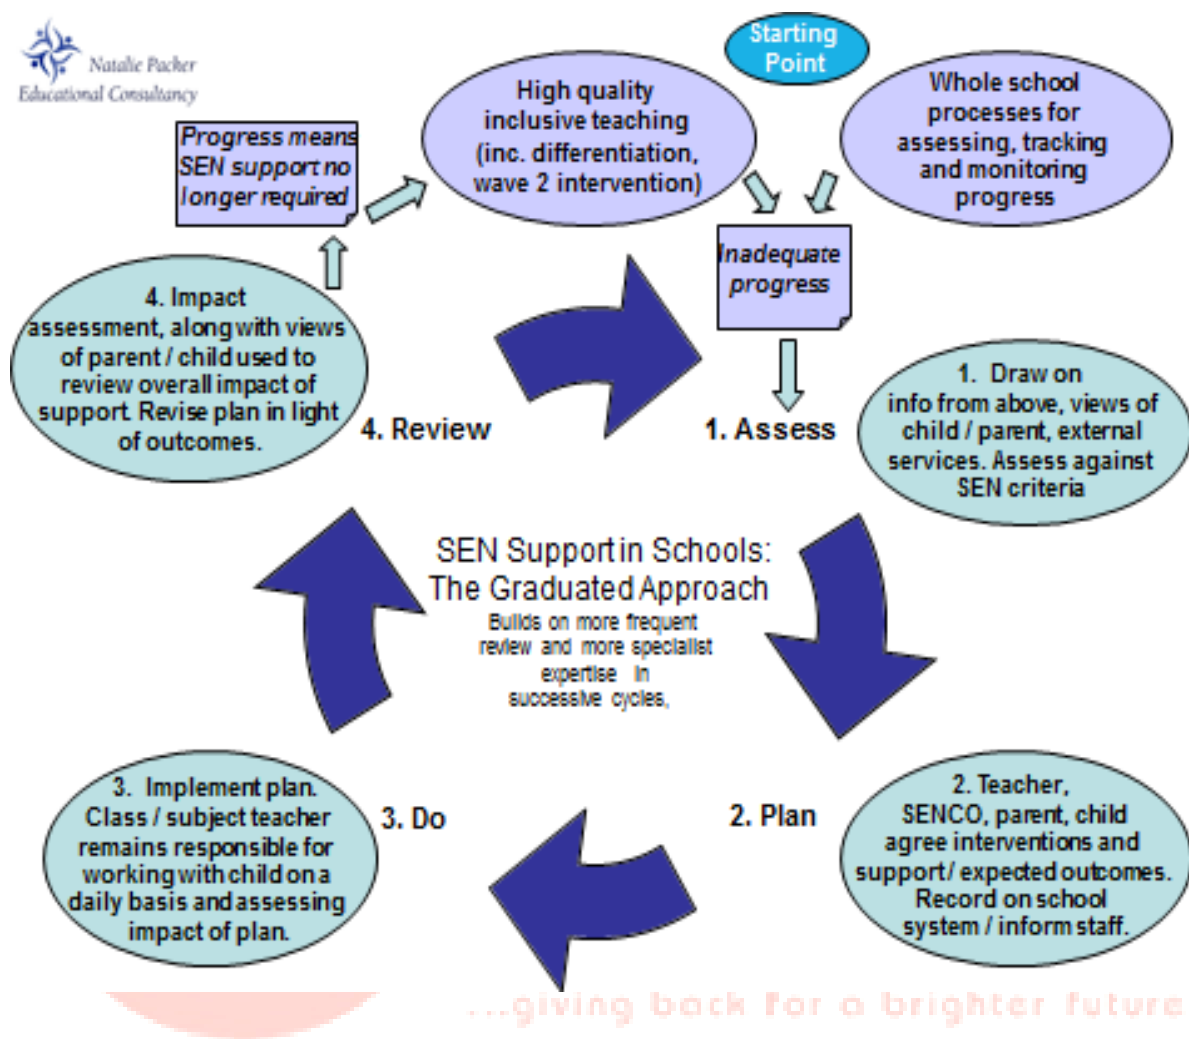 Natalie Packer
Educational Consultancy
Starting
Point
High quality
inclusive teaching
(inc. differentiation,
wave 2 intervention)
Whole school
processes for
assessing, tracking
and monitoring
progress
Progress means
SEN support no
longer required
Inadequate
progress
4. Impact
assessment, along with views
of parent / child used to
review overall impact of
support. Revise plan in light
of outcomes.
4. Review
1. Assess
1. Draw on
info from above, views of
child / parent, external
services. Assess against
SEN criteria
SEN Support in Schools:
The Graduated Approach
Builds on more frequent
review and more specialist
expertise in
successive cycles,
3. Implement plan.
Class / subject teacher
remains responsible for
working with child on a
daily basis and assessing
impact of plan.
3. Do
2. Plan
2. Teacher,
SENCO, parent, child
agree interventions and
support / expected outcomes.
Record on school
system / inform staff.
...giving back for a brighter future